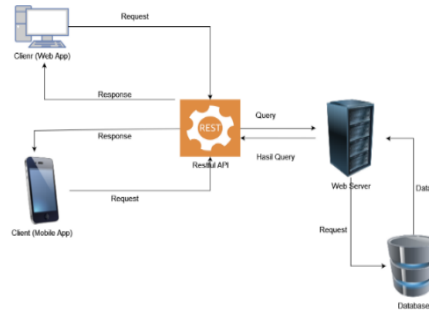 Request
Clienr (Web App)
Response
REST
Query
Response
Restful API
Hasil Query
Web Server
Data
Request
Request
Client (Mobile App)
Database